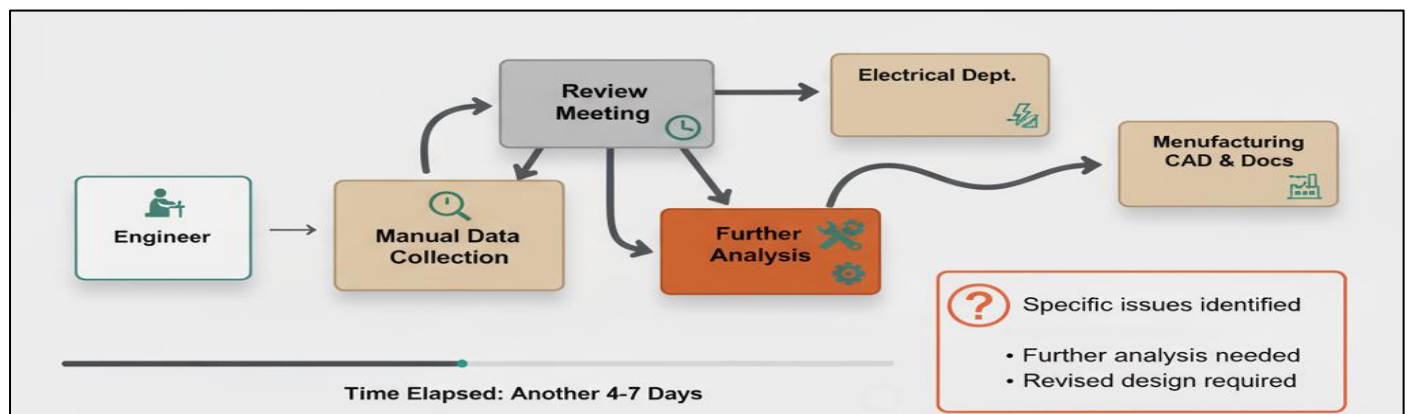 Engineer
Manual Data
Collection
Review
Meeting
Further
Analysis
Electrical Dept.
Menufacturing
CAD & Docs
? Specific issues identified
• Further analysis needed
• Revised design required
Time Elapsed: Another 4-7 Days